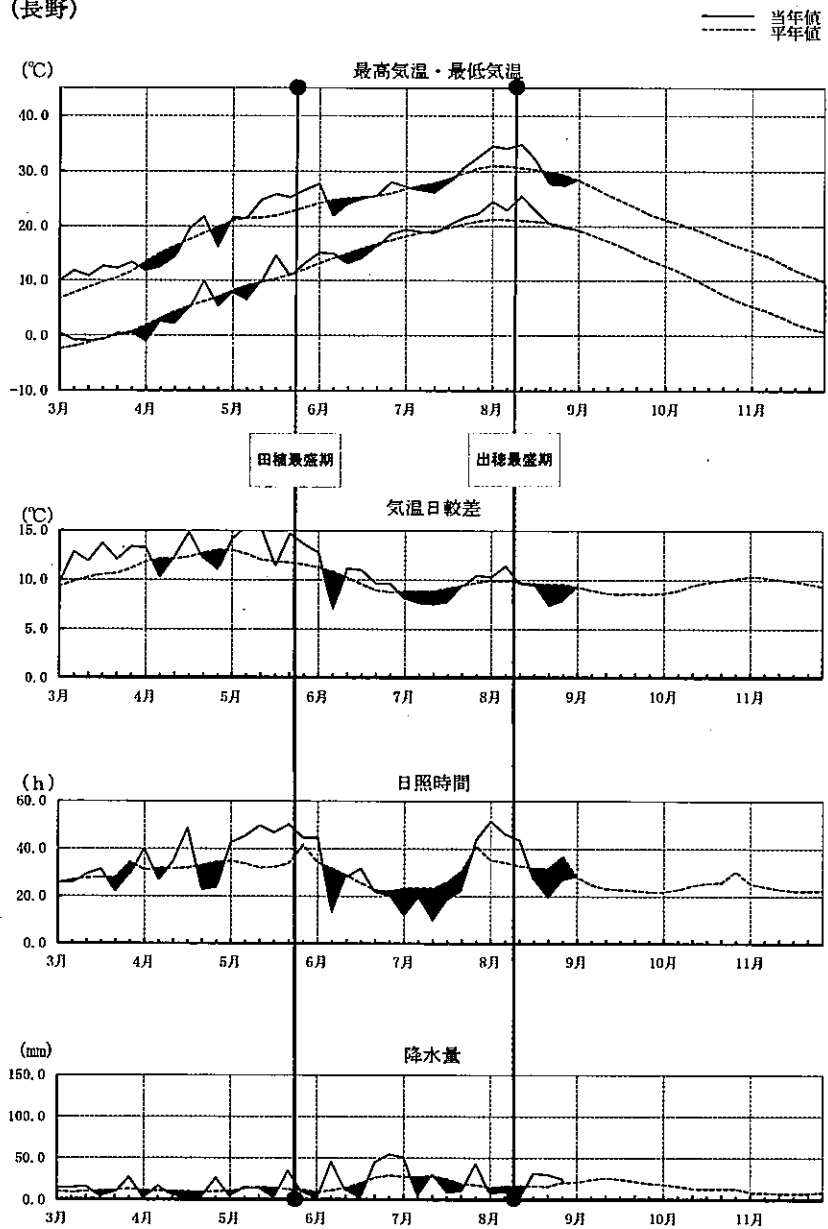 (長野)
当年値
平年値
(℃)
最高気温・最低気温
40.0
30.0
20.0
10.0
0.0
-10.0
3月 4月 5月 6月 7月 8月 9月 10月 11月
田植最盛期 出穂最盛期
(℃)
気温日較差
15.0
10.0
5.0
0.0
3月 4月 5月 6月 7月 8月 9月 10月 11月
(h)
日照時間
60.0
40.0
20.0
0.0
3月 4月 5月 6月 7月 8月 9月 10月 11月
(mm)
降水量
150.0
100.0
50.0
0.0
3月 4月 5月 6月 7月 8月 9月 10月 11月